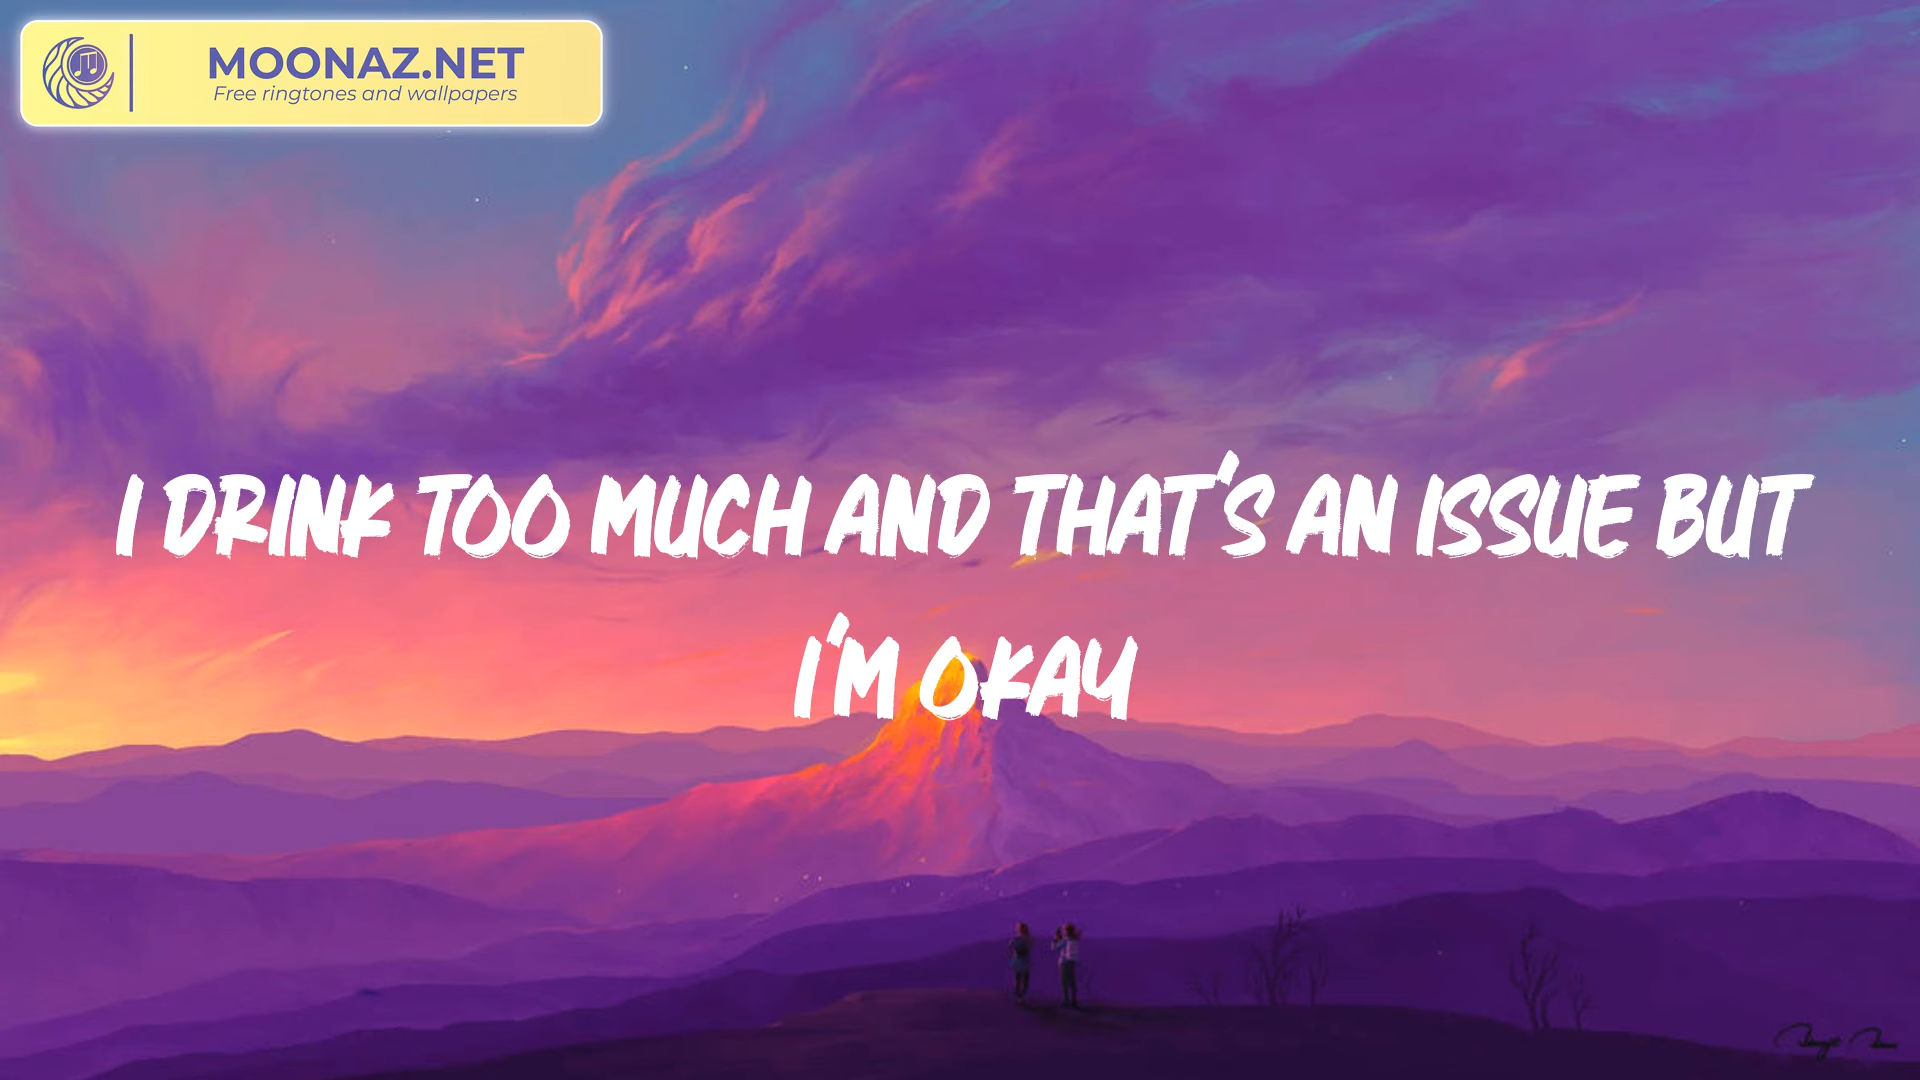 MOONAZ.NET
Free ringtones and wallpapers
I DRINK TOO MUCH AND THAT'S AN ISSUE BUT
I'M OKAY